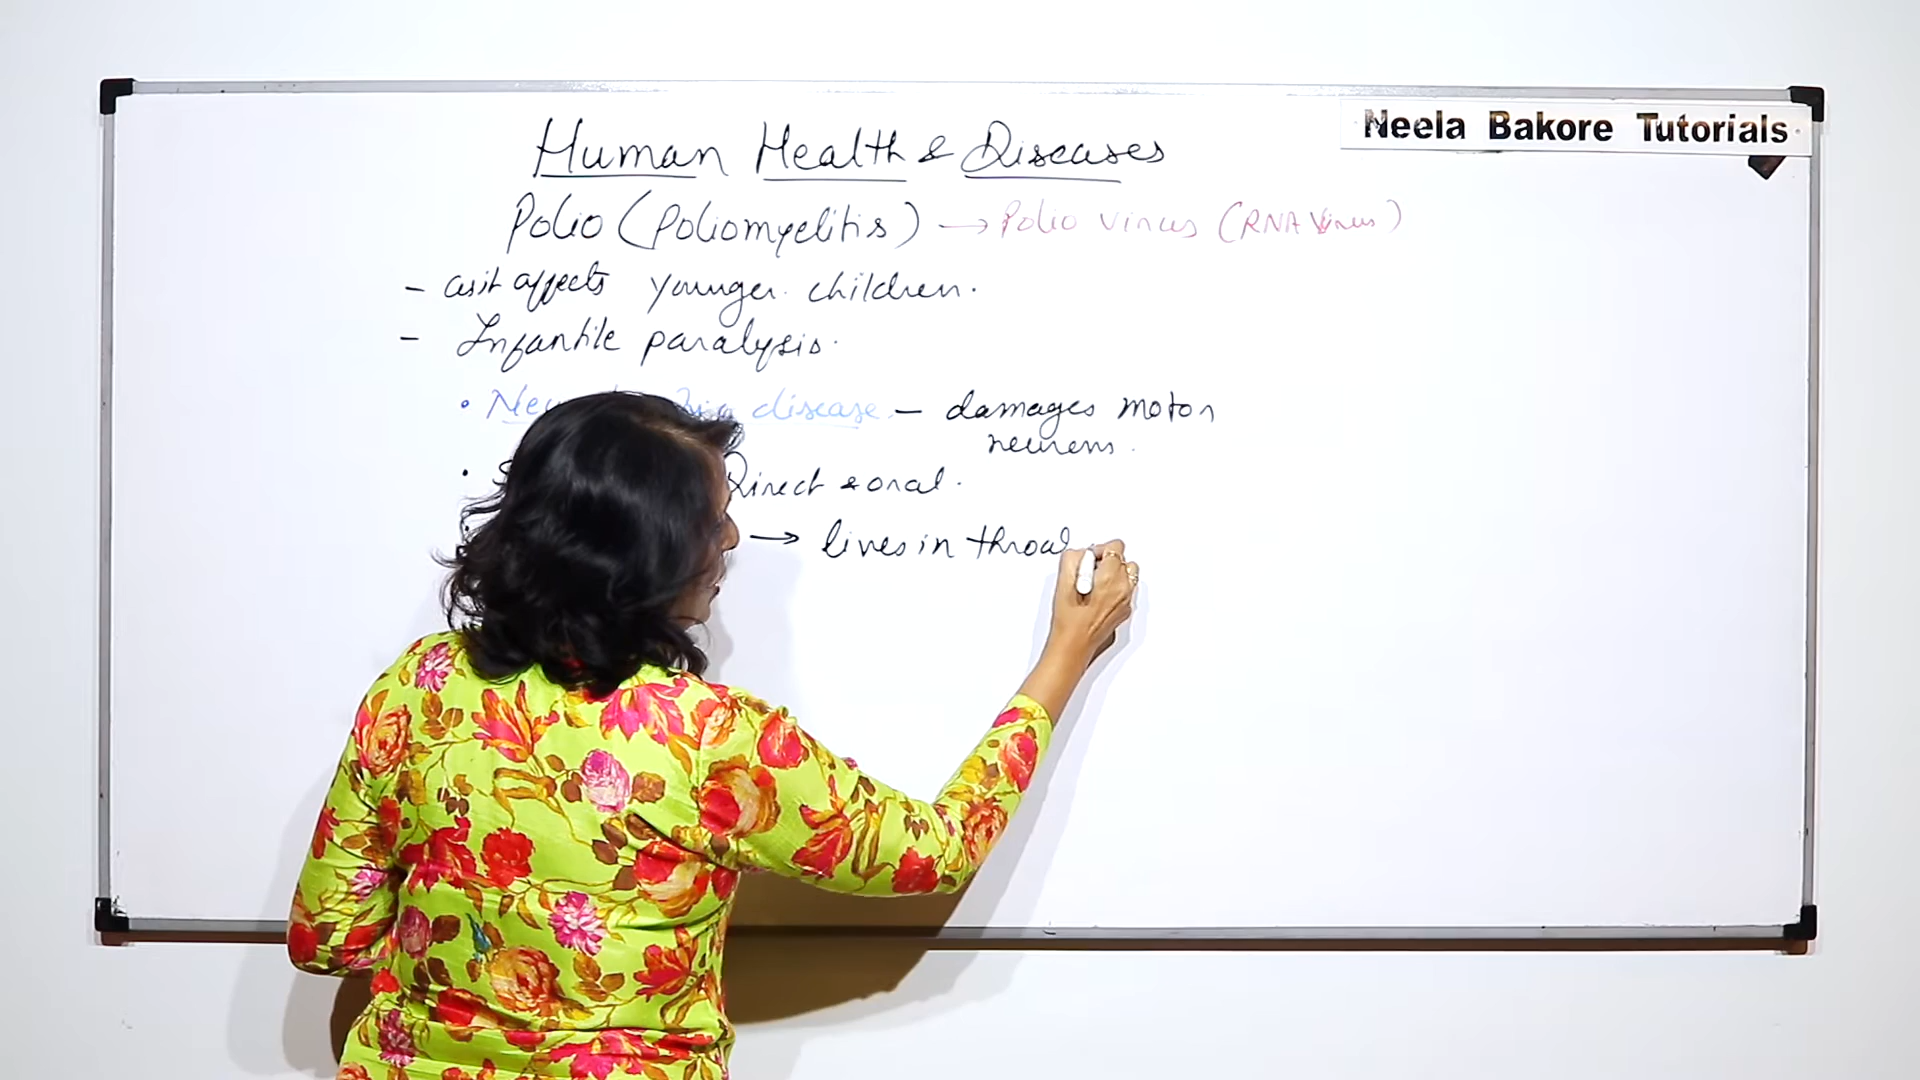 Neela Bakore Tutorials
Human Health & Diseases
Polio (Poliomyelitis) → Polio virus (RNA Virus)
- as it affects younger children.
- Infantile paralysis.
• disease - damages motor
neurons.
• Direct & oral.
→ lives in throat